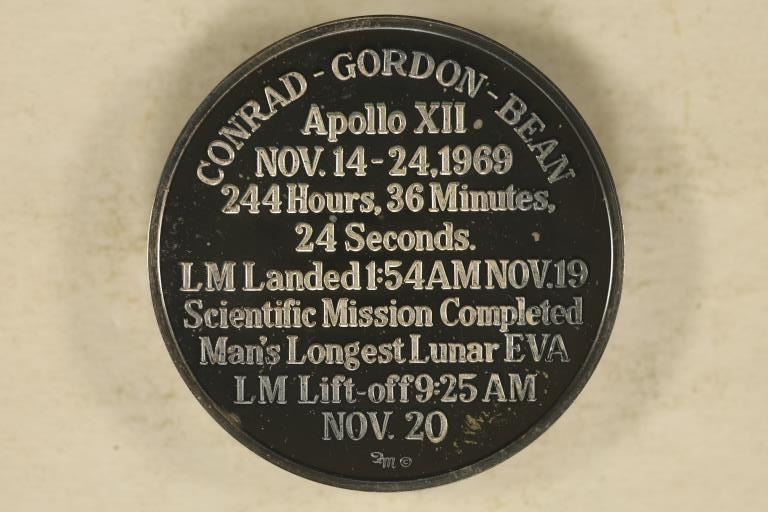 CONRAD - GORDON - BEAN
Apollo XII
NOV. 14 - 24, 1969
244 Hours, 36 Minutes,
24 Seconds.
LM Landed 1:54 AM NOV. 19
Scientific Mission Completed
Man's Longest Lunar EVA
LM Lift-off 9:25 AM
NOV. 20
FM ©